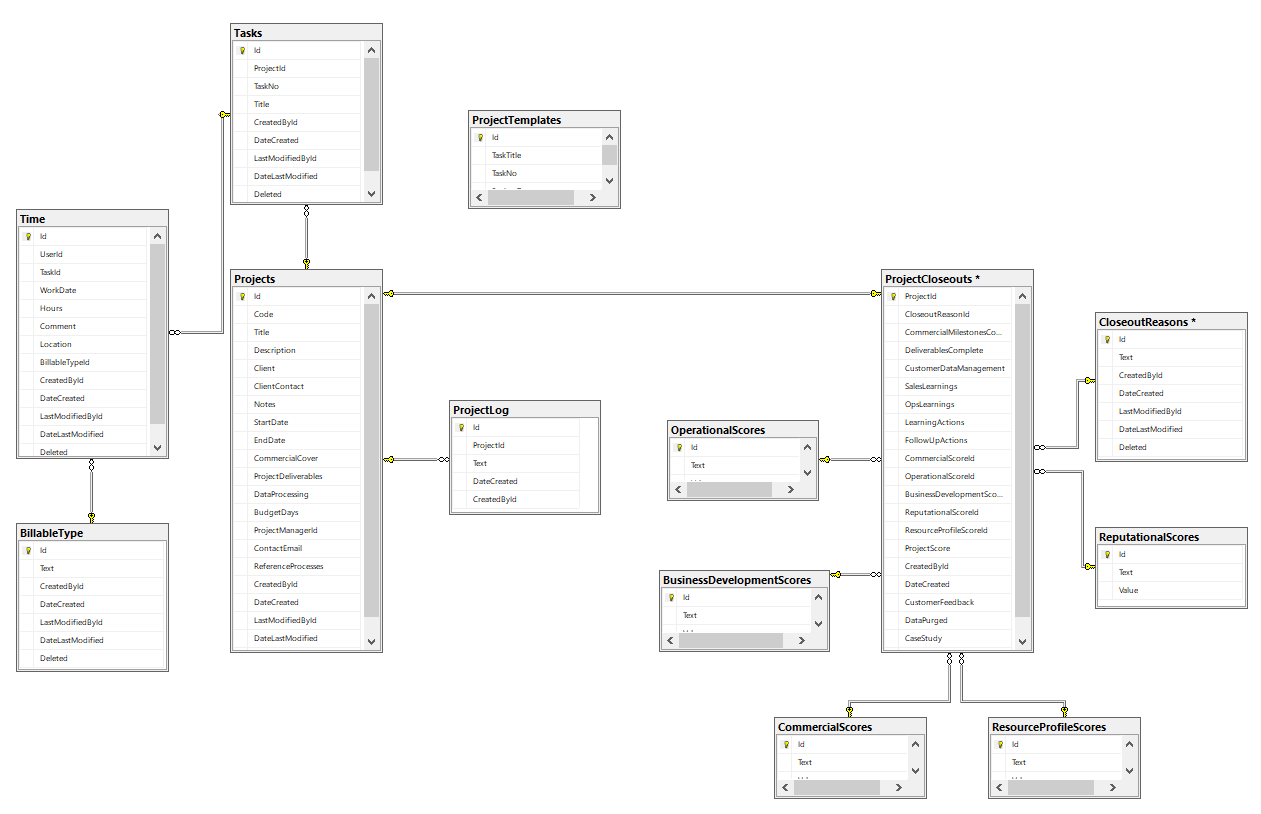 Tasks
Id
ProjectId
TaskNo
Title
CreatedById
DateCreated
LastModifiedById
DateLastModified
Deleted
ProjectTemplates
Id
TaskTitle
TaskNo
Time
Id
UserId
TaskId
WorkDate
Hours
Comment
Location
BillableTypeId
CreatedById
DateCreated
LastModifiedById
DateLastModified
Deleted
Projects
Id
Code
Title
Description
Client
ClientContact
Notes
StartDate
EndDate
CommercialCover
ProjectDeliverables
DataProcessing
BudgetDays
ProjectManagerId
ContactEmail
ReferenceProcesses
CreatedById
DateCreated
LastModifiedById
DateLastModified
ProjectCloseouts *
ProjectId
CloseoutReasonId
CommercialMilestonesCo...
DeliverablesComplete
CustomerDataManagement
SalesLearnings
OpsLearnings
LearningActions
FollowUpActions
CommercialScoreId
OperationalScoreId
BusinessDevelopmentSco...
ReputationalScoreId
ResourceProfileScoreId
ProjectScore
CreatedById
DateCreated
CustomerFeedback
DataPurged
CaseStudy
CloseoutReasons *
Id
Text
CreatedById
DateCreated
LastModifiedById
DateLastModified
Deleted
ProjectLog
Id
ProjectId
Text
DateCreated
CreatedById
OperationalScores
Id
Text
BillableType
Id
Text
CreatedById
DateCreated
LastModifiedById
DateLastModified
Deleted
BusinessDevelopmentScores
Id
Text
ReputationalScores
Id
Text
Value
CommercialScores
Id
Text
ResourceProfileScores
Id
Text